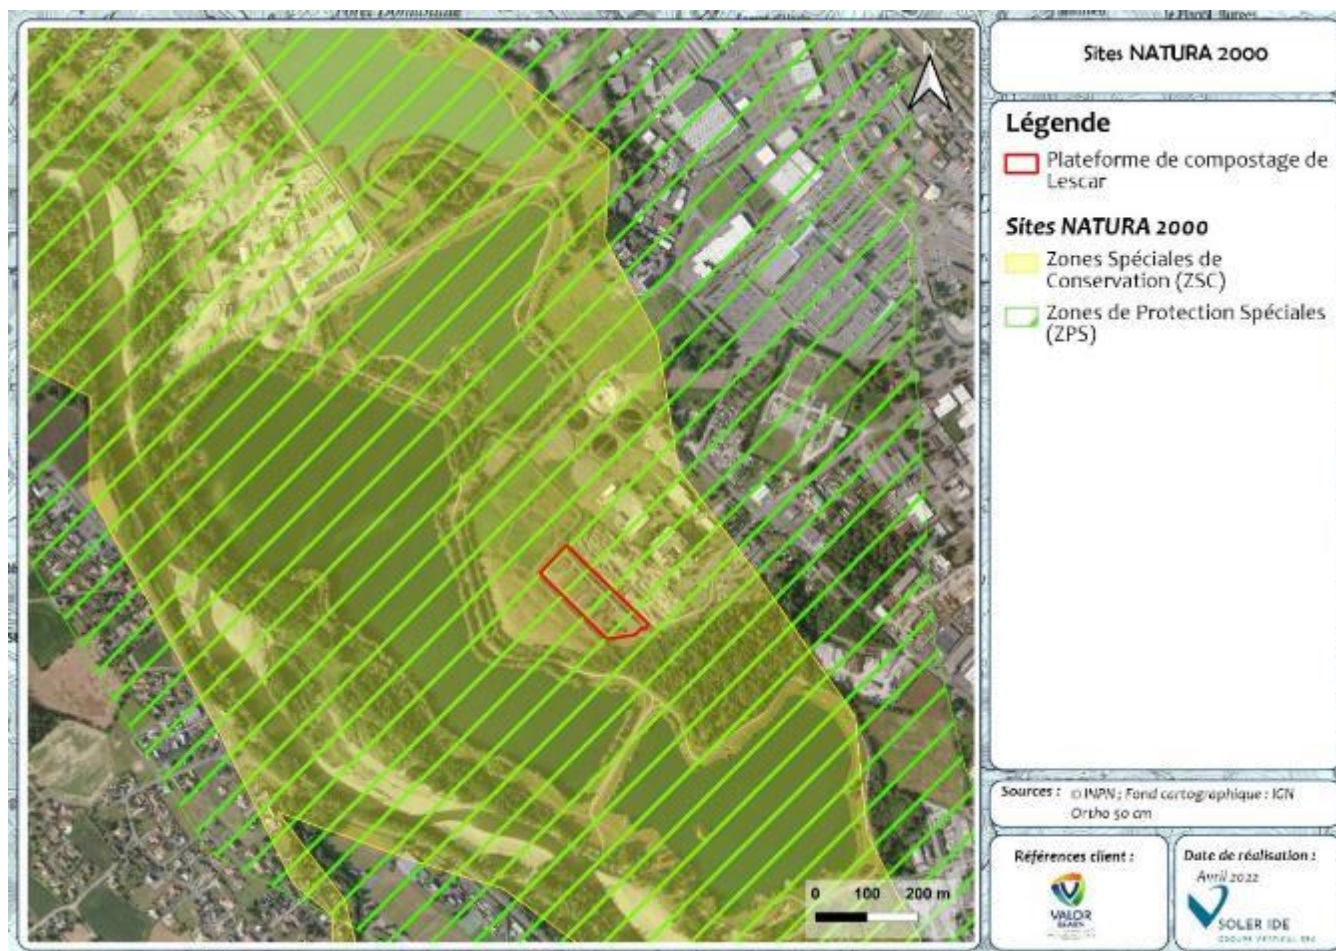 Sites NATURA 2000
N
Légende
Plateforme de compostage de
Lescar
Sites NATURA 2000
Zones Spéciales de
Conservation (ZSC)
Zones de Protection Spéciales
(ZPS)
0 100 200 m
Sources : © INPN ; Fond cartographique : IGN
Ortho 50 cm
Références client :
VALOR
BEARN
Date de réalisation :
Avril 2022
SOLER IDE